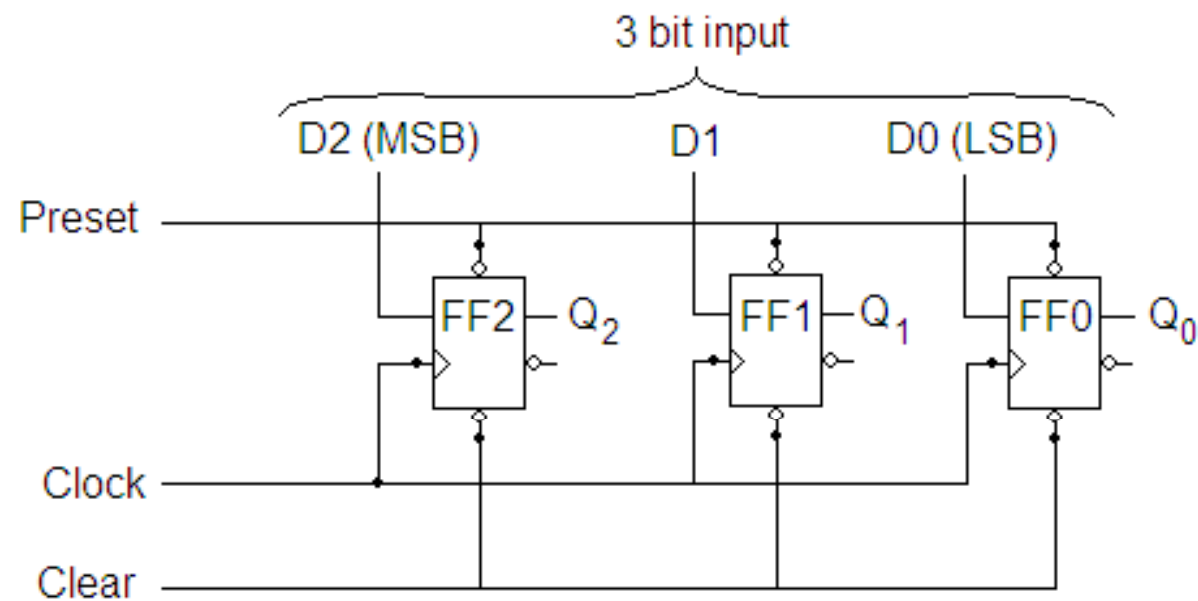 3 bit input
D2 (MSB) D1 D0 (LSB)
Preset
FF2 Q2 FF1 Q1 FF0 Q0
Clock
Clear